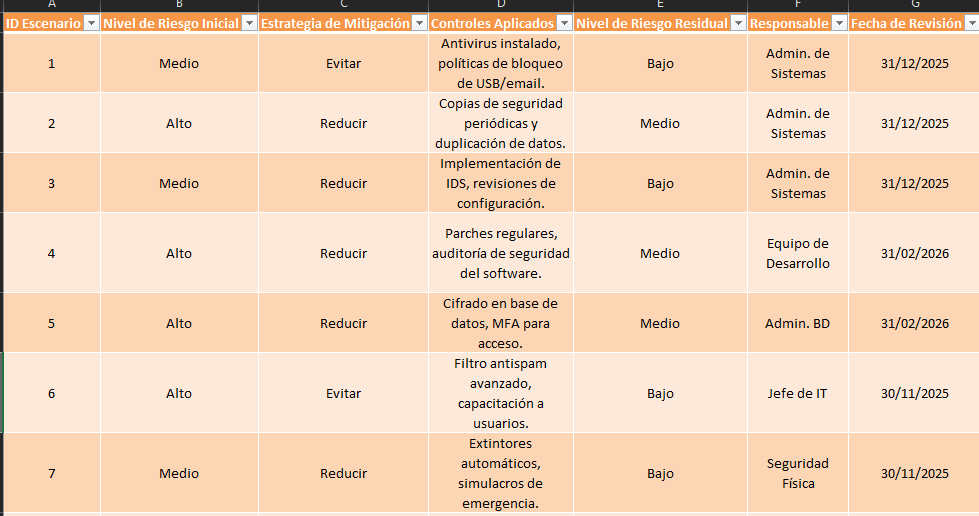 A B C D E F G
ID Escenario Nivel de Riesgo Inicial Estrategia de Mitigación Controles Aplicados Nivel de Riesgo Residual Responsable Fecha de Revisión
1 Medio Evitar Antivirus instalado, políticas de bloqueo de USB/email. Bajo Admin. de Sistemas 31/12/2025
2 Alto Reducir Copias de seguridad periódicas y duplicación de datos. Medio Admin. de Sistemas 31/12/2025
3 Medio Reducir Implementación de IDS, revisiones de configuración. Bajo Admin. de Sistemas 31/12/2025
4 Alto Reducir Parches regulares, auditoría de seguridad del software. Medio Equipo de Desarrollo 31/02/2026
5 Alto Reducir Cifrado en base de datos, MFA para acceso. Medio Admin. BD 31/02/2026
6 Alto Evitar Filtro antispam avanzado, capacitación a usuarios. Bajo Jefe de IT 30/11/2025
7 Medio Reducir Extintores automáticos, simulacros de emergencia. Bajo Seguridad Física 30/11/2025